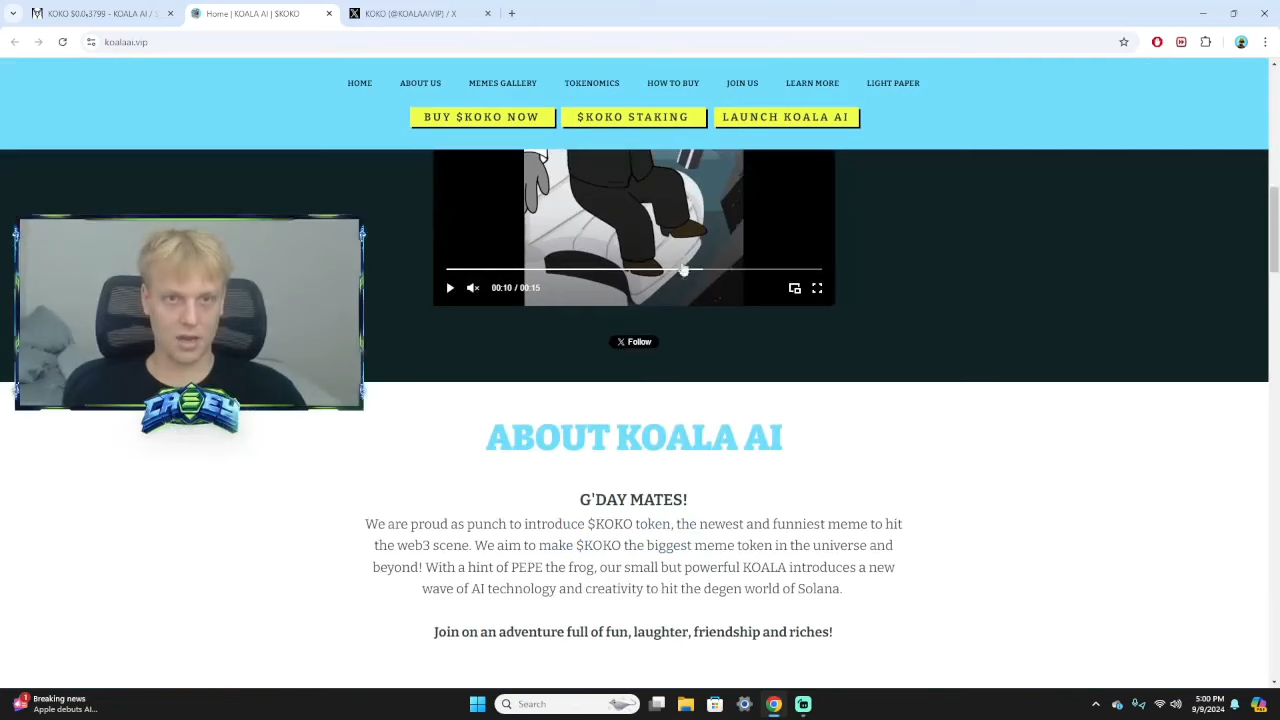 KOKO $0.0₅3799 - KOALA AI / S
Home | KOALA AI | $KOKO
KOKO (@KOALAAIVIP) / X
koalaai.vip
HOME
ABOUT US
MEMES GALLERY
TOKENOMICS
HOW TO BUY
JOIN US
LEARN MORE
LIGHT PAPER
BUY $KOKO NOW
$KOKO STAKING
LAUNCH KOALA AI
00:10 / 00:15
X Follow
CR3EY
ABOUT KOALA AI
G'DAY MATES!
We are proud as punch to introduce $KOKO token, the newest and funniest meme to hit
the web3 scene. We aim to make $KOKO the biggest meme token in the universe and
beyond! With a hint of PEPE the frog, our small but powerful KOALA introduces a new
wave of AI technology and creativity to hit the degen world of Solana.
Join on an adventure full of fun, laughter, friendship and riches!
1
Breaking news
Apple debuts AI...
Search
5:00 PM
9/9/2024